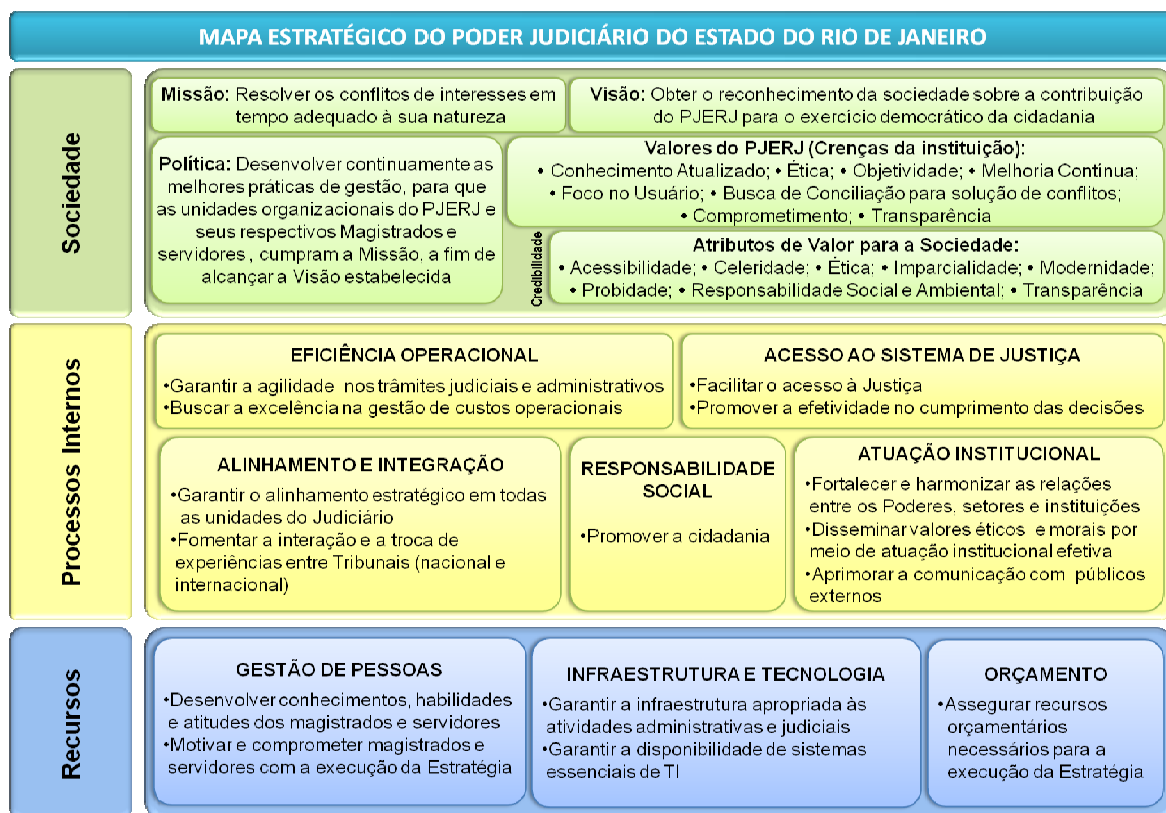 MAPA ESTRATÉGICO DO PODER JUDICIÁRIO DO ESTADO DO RIO DE JANEIRO
Sociedade
Missão: Resolver os conflitos de interesses em
tempo adequado à sua natureza
Visão: Obter o reconhecimento da sociedade sobre a contribuição
do PJERJ para o exercício democrático da cidadania
Política: Desenvolver continuamente as
melhores práticas de gestão, para que
as unidades organizacionais do PJERJ e
seus respectivos Magistrados e
servidores , cumpram a Missão, a fim de
alcançar a Visão estabelecida
Valores do PJERJ (Crenças da instituição):
• Conhecimento Atualizado; • Ética; • Objetividade; • Melhoria Continua;
• Foco no Usuário; • Busca de Conciliação para solução de conflitos;
• Comprometimento; • Transparência
Credibilidade
Atributos de Valor para a Sociedade:
• Acessibilidade; • Celeridade; • Ética; • Imparcialidade; • Modernidade;
• Probidade; • Responsabilidade Social e Ambiental; • Transparência
Processos Internos
EFICIÊNCIA OPERACIONAL
•Garantir a agilidade nos trâmites judiciais e administrativos
•Buscar a excelência na gestão de custos operacionais
ACESSO AO SISTEMA DE JUSTIÇA
•Facilitar o acesso à Justiça
•Promover a efetividade no cumprimento das decisões
ALINHAMENTO E INTEGRAÇÃO
•Garantir o alinhamento estratégico em todas
as unidades do Judiciário
•Fomentar a interação e a troca de
experiências entre Tribunais (nacional e
internacional)
RESPONSABILIDADE
SOCIAL
•Promover a cidadania
ATUAÇÃO INSTITUCIONAL
•Fortalecer e harmonizar as relações
entre os Poderes, setores e instituições
•Disseminar valores éticos e morais por
meio de atuação institucional efetiva
•Aprimorar a comunicação com públicos
externos
Recursos
GESTÃO DE PESSOAS
•Desenvolver conhecimentos, habilidades
e atitudes dos magistrados e servidores
•Motivar e comprometer magistrados e
servidores com a execução da Estratégia
INFRAESTRUTURA E TECNOLOGIA
•Garantir a infraestrutura apropriada às
atividades administrativas e judiciais
•Garantir a disponibilidade de sistemas
essenciais de TI
ORÇAMENTO
•Assegurar recursos
orçamentários
necessários para a
execução da Estratégia